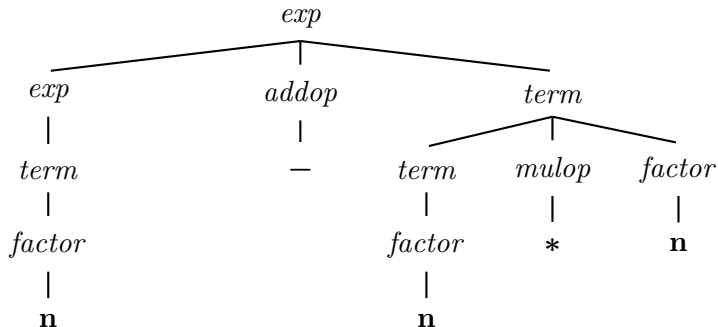 exp
exp addop term
term − term mulop factor
factor factor * n
n n